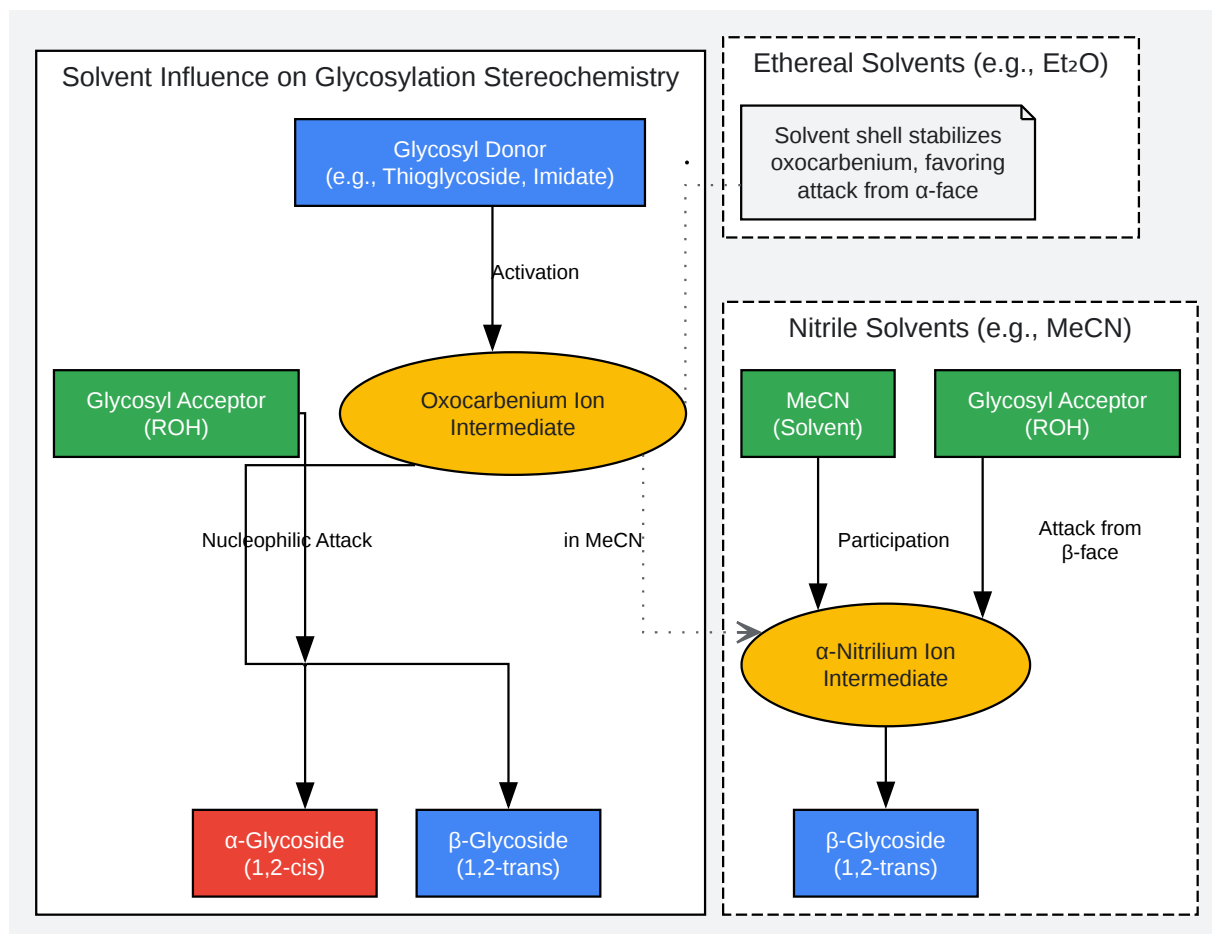 Solvent Influence on Glycosylation Stereochemistry
Glycosyl Donor
(e.g., Thioglycoside, Imidate)
Activation
Glycosyl Acceptor
(ROH)
Oxocarbenium Ion
Intermediate
Nucleophilic Attack
in MeCN
α-Glycoside
(1,2-cis)
β-Glycoside
(1,2-trans)
Ethereal Solvents (e.g., Et₂O)
Solvent shell stabilizes
oxocarbenium, favoring
attack from α-face
Nitrile Solvents (e.g., MeCN)
MeCN
(Solvent)
Glycosyl Acceptor
(ROH)
Participation
Attack from
β-face
α-Nitrilium Ion
Intermediate
β-Glycoside
(1,2-trans)